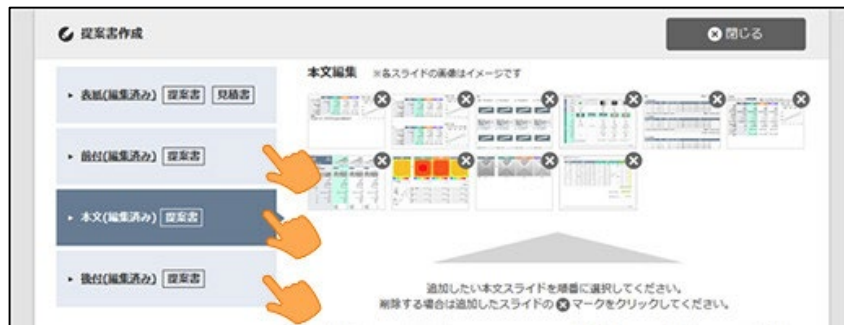 提案書作成
閉じる
表紙(編集済み) 提案書 見積書
前付(編集済み) 提案書
本文(編集済み) 提案書
後付(編集済み) 提案書
本文編集 ※各スライドの画像はイメージです
追加したい本文スライドを順番に選択してください。
削除する場合は追加したスライドの マークをクリックしてください。